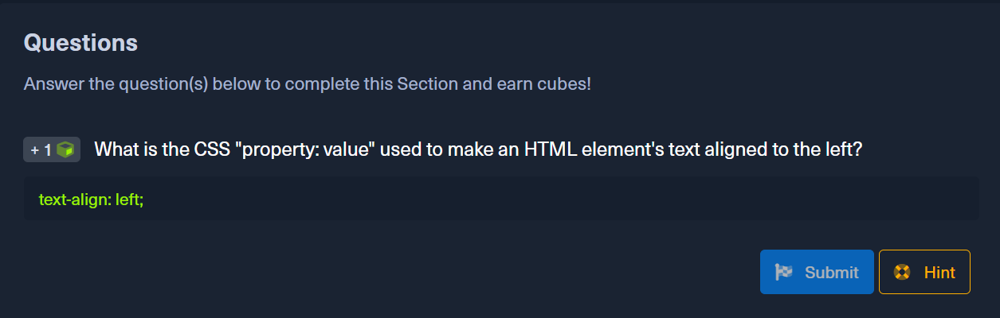 Questions
Answer the question(s) below to complete this Section and earn cubes!
+ 1 What is the CSS "property: value" used to make an HTML element's text aligned to the left?
text-align: left;
Submit Hint